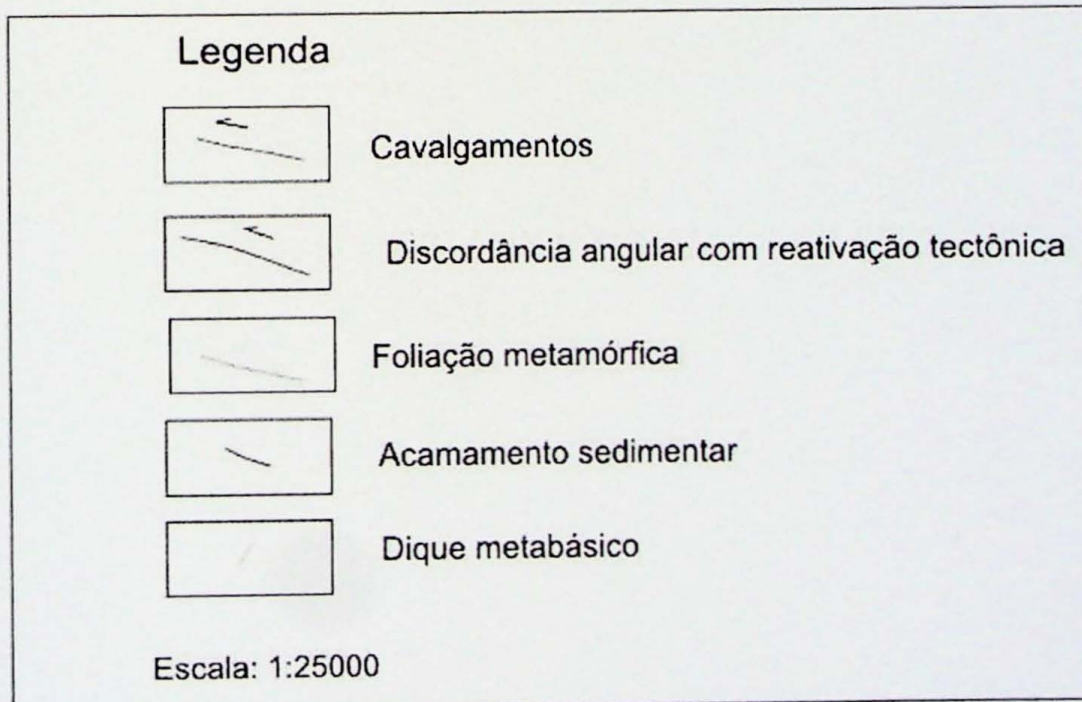 Legenda
Cavalgamentos
Discordância angular com reativação tectônica
Foliação metamórfica
Acamamento sedimentar
Dique metabásico
Escala: 1:25000